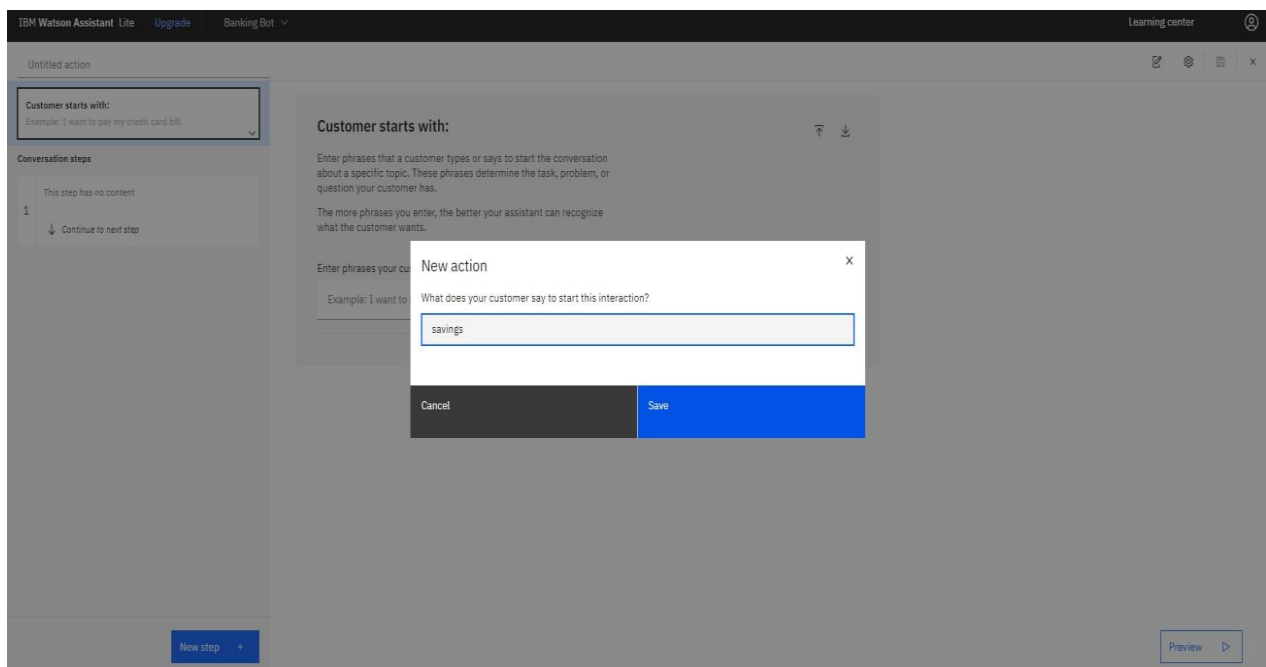 IBM Watson Assistant Lite Upgrade Banking Bot Learning center
Untitled action
Customer starts with:
Example: I want to pay my credit card bill.
Conversation steps
This step has no content
1
Continue to next step
New step +
Customer starts with:
Enter phrases that a customer types or says to start the conversation
about a specific topic. These phrases determine the task, problem, or
question your customer has.
The more phrases you enter, the better your assistant can recognize
what the customer wants.
Enter phrases your cu
Example: I want to
New action
X
What does your customer say to start this interaction?
savings
Cancel
Save
Preview